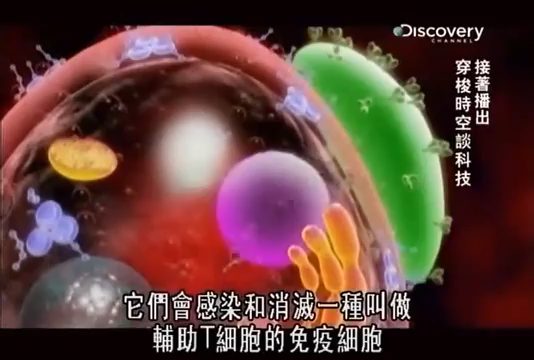 Discovery
CHANNEL
接著播出
穿梭時空談科技
它們會感染和消滅一種叫做
輔助T細胞的免疫細胞